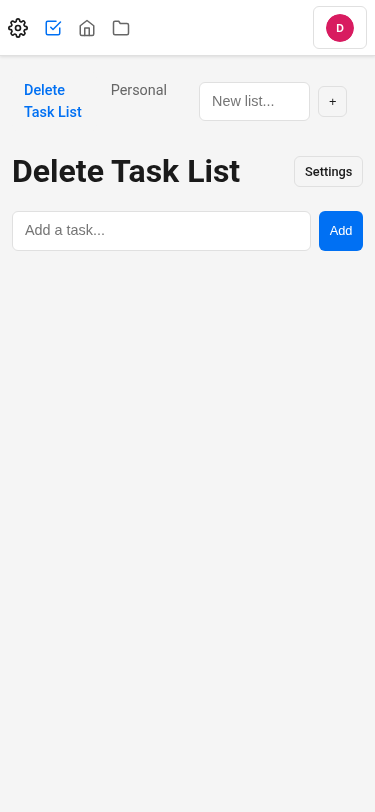 D
Delete
Task List
Personal
New list...
+
Delete Task List
Settings
Add a task...
Add